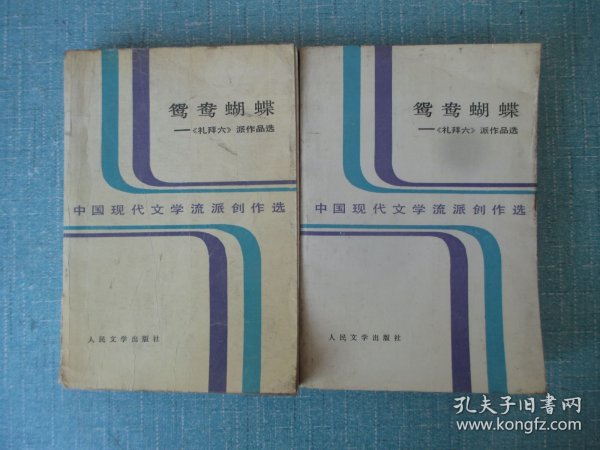 鸳鸯蝴蝶
——《礼拜六》派作品选
中国现代文学流派创作选
人民文学出版社
鸳鸯蝴蝶
——《礼拜六》派作品选
中国现代文学流派创作选
人民文学出版社
孔夫子旧书网
www.kongfz.com